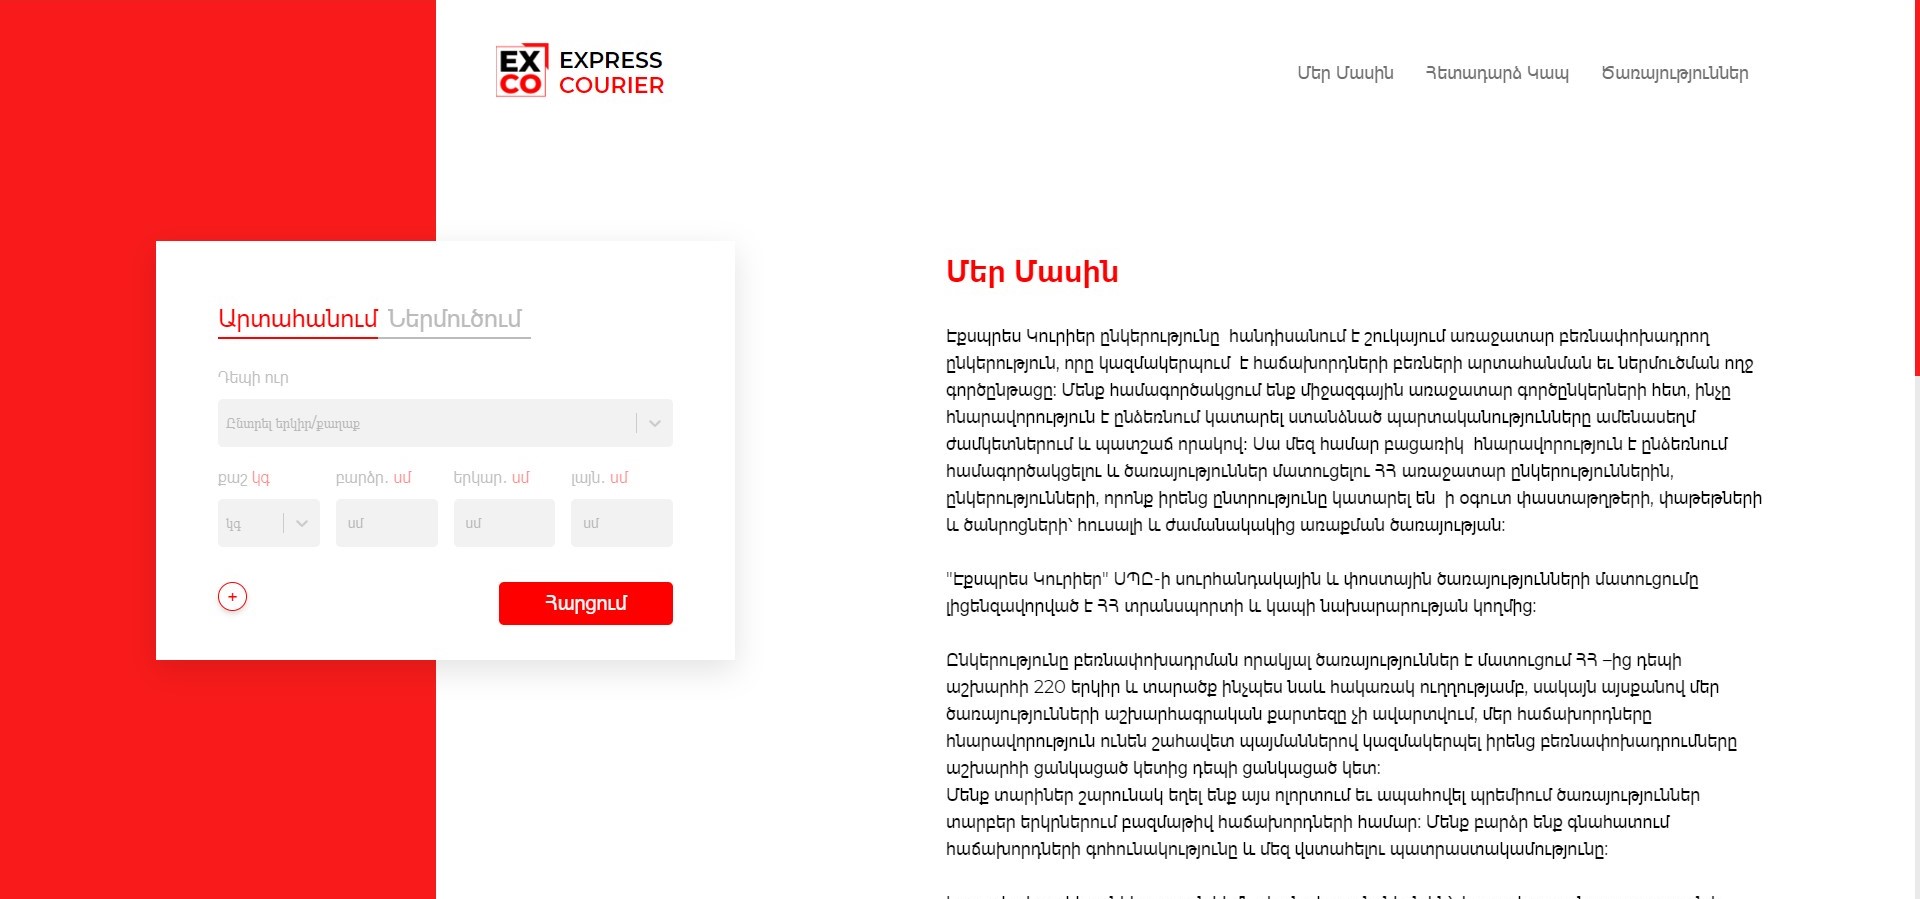 EXCO EXPRESS COURIER
Մեր Մասին Հետադարձ Կապ Ծառայություններ
Արտահանում Ներմուծում
Դեպի ուր
Ընտրել երկիր/քաղաք
քաշ կգ բարձր. սմ երկար. սմ լայն. սմ
կգ սմ սմ սմ
+ Հարցում
Մեր Մասին
Էքսպրես Կուրիեր ընկերությունը հանդիսանում է շուկայում առաջատար բեռնափոխադրող
ընկերություն, որը կազմակերպում է հաճախորդների բեռների արտահանման եւ ներմուծման ողջ
գործընթացը: Մենք համագործակցում ենք միջազգային առաջատար գործընկերների հետ, ինչը
հնարավորություն է ընձեռնում կատարել ստանձնած պարտականությունները ամենասեղմ
ժամկետներում և պատշաճ որակով: Սա մեզ համար բացառիկ հնարավորություն է ընձեռնում
համագործակցելու և ծառայություններ մատուցելու ՀՀ առաջատար ընկերություններին,
ընկերությունների, որոնք իրենց ընտրությունը կատարել են ի օգուտ փաստաթղթերի, փաթեթների
և ծանրոցների՝ հուսալի և ժամանակակից առաքման ծառայության:
"Էքսպրես Կուրիեր" ՍՊԸ-ի սուրհանդակային և փոստային ծառայությունների մատուցումը
լիցենզավորված է ՀՀ տրանսպորտի և կապի նախարարության կողմից:
Ընկերությունը բեռնափոխադրման որակյալ ծառայություններ է մատուցում ՀՀ –ից դեպի
աշխարհի 220 երկիր և տարածք ինչպես նաև հակառակ ուղղությամբ, սակայն այսքանով մեր
ծառայությունների աշխարհագրական քարտեզը չի ավարտվում, մեր հաճախորդները
հնարավորություն ունեն շահավետ պայմաններով կազմակերպել իրենց բեռնափոխադրումները
աշխարհի ցանկացած կետից դեպի ցանկացած կետ:
Մենք տարիներ շարունակ եղել ենք այս ոլորտում եւ ապահովել պրեմիում ծառայություններ
տարբեր երկրներում բազմաթիվ հաճախորդների համար: Մենք բարձր ենք գնահատում
հաճախորդների գոհունակությունը և մեզ վստահելու պատրաստակամությունը: